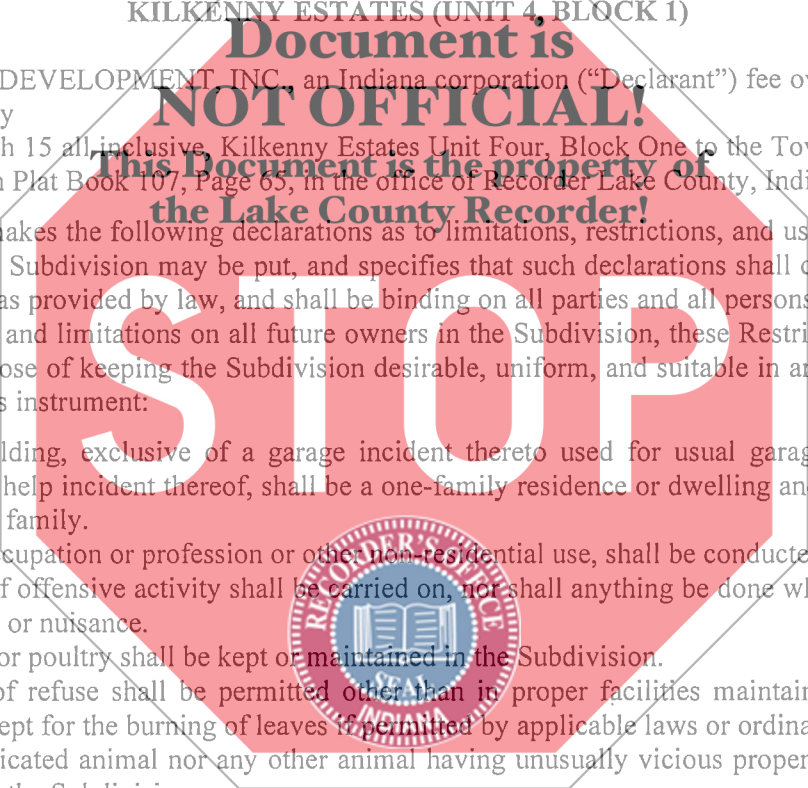 KILKENNY ESTATES (UNIT 4, BLOCK 1)
Document is
DEVELOPMENT, INC., an Indiana corporation (“Declarant”) fee ov
NOT OFFICIAL!
y
h 15 all inclusive, Kilkenny Estates Unit Four, Block One to the Tov
This Document is the property of
n Plat Book 107, Page 65, in the office of Recorder Lake County, Indi
the Lake County Recorder!
makes the following declarations as to limitations, restrictions, and us
Subdivision may be put, and specifies that such declarations shall c
as provided by law, and shall be binding on all parties and all persons
and limitations on all future owners in the Subdivision, these Restri
ose of keeping the Subdivision desirable, uniform, and suitable in ar
s instrument:
STOP
lding, exclusive of a garage incident thereto used for usual garag
help incident thereof, shall be a one-family residence or dwelling an
family.
cupation or profession or other non-residential use, shall be conducte
f offensive activity shall be carried on, nor shall anything be done wh
or nuisance.
or poultry shall be kept or maintained in the Subdivision.
of refuse shall be permitted other than in proper facilities maintain
ept for the burning of leaves if permitted by applicable laws or ordina
icated animal nor any other animal having unusually vicious proper
RECORDER'S OFFICE
SEAL
INDIANA